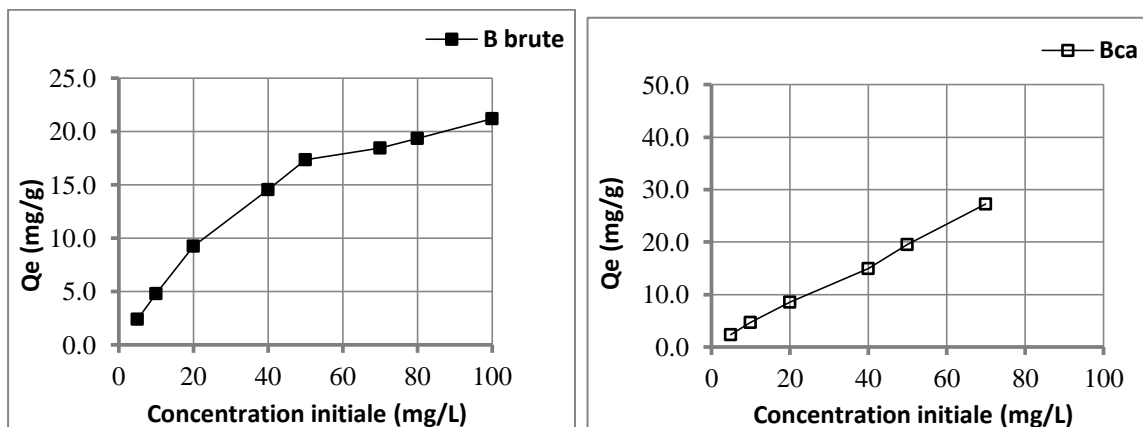 B brute
25.0
20.0
15.0
10.0
5.0
0.0
Qe (mg/g)
0 20 40 60 80 100
Concentration initiale (mg/L)
Bca
50.0
40.0
30.0
20.0
10.0
0.0
Qe (mg/g)
0 20 40 60 80 100
Concentration initiale (mg/L)